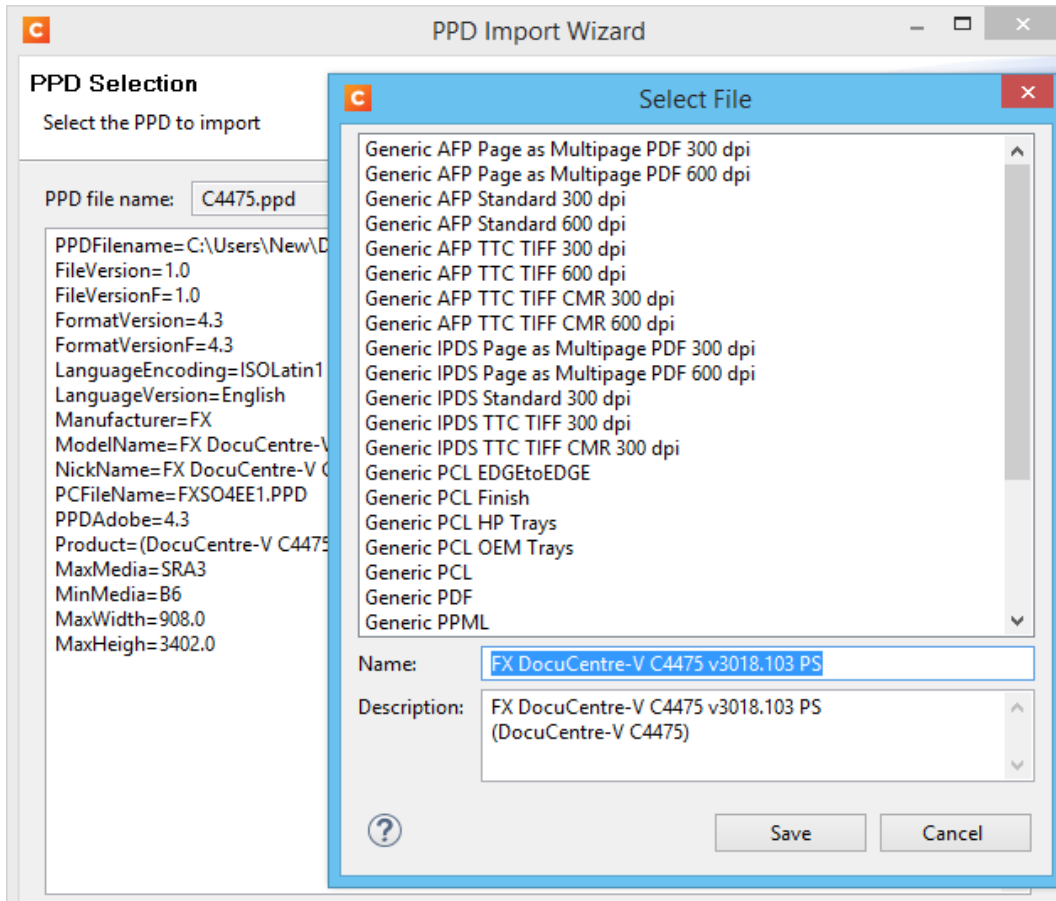 C
PPD Import Wizard
PPD Selection
Select the PPD to import
PPD file name: C4475.ppd
PPDFilename=C:\Users\New\D
FileVersion=1.0
FileVersionF=1.0
FormatVersion=4.3
FormatVersionF=4.3
LanguageEncoding=ISOLatin1
LanguageVersion=English
Manufacturer=FX
ModelName=FX DocuCentre-V
NickName=FX DocuCentre-V C
PCFileName=FXSO4EE1.PPD
PPDAdobe=4.3
Product=(DocuCentre-V C4475
MaxMedia=SRA3
MinMedia=B6
MaxWidth=908.0
MaxHeigh=3402.0
C
Select File
Generic AFP Page as Multipage PDF 300 dpi
Generic AFP Page as Multipage PDF 600 dpi
Generic AFP Standard 300 dpi
Generic AFP Standard 600 dpi
Generic AFP TTC TIFF 300 dpi
Generic AFP TTC TIFF 600 dpi
Generic AFP TTC TIFF CMR 300 dpi
Generic AFP TTC TIFF CMR 600 dpi
Generic IPDS Page as Multipage PDF 300 dpi
Generic IPDS Page as Multipage PDF 600 dpi
Generic IPDS Standard 300 dpi
Generic IPDS TTC TIFF 300 dpi
Generic IPDS TTC TIFF CMR 300 dpi
Generic PCL EDGEtoEDGE
Generic PCL Finish
Generic PCL HP Trays
Generic PCL OEM Trays
Generic PCL
Generic PDF
Generic PPML
Name: FX DocuCentre-V C4475 v3018.103 PS
Description: FX DocuCentre-V C4475 v3018.103 PS
(DocuCentre-V C4475)
?
Save Cancel